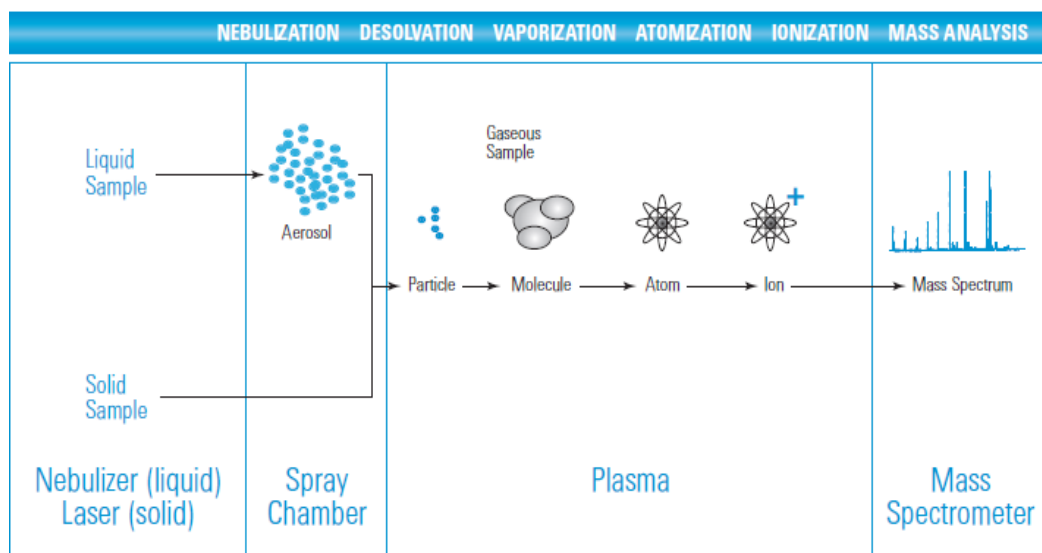 NEBULIZATION DESOLVATION VAPORIZATION ATOMIZATION IONIZATION MASS ANALYSIS
Gaseous
Sample
Liquid
Sample
+
Aerosol
Particle
Molecule
Atom
Ion
Mass Spectrum
Solid
Sample
Nebulizer (liquid)
Laser (solid)
Spray
Chamber
Plasma
Mass
Spectrometer